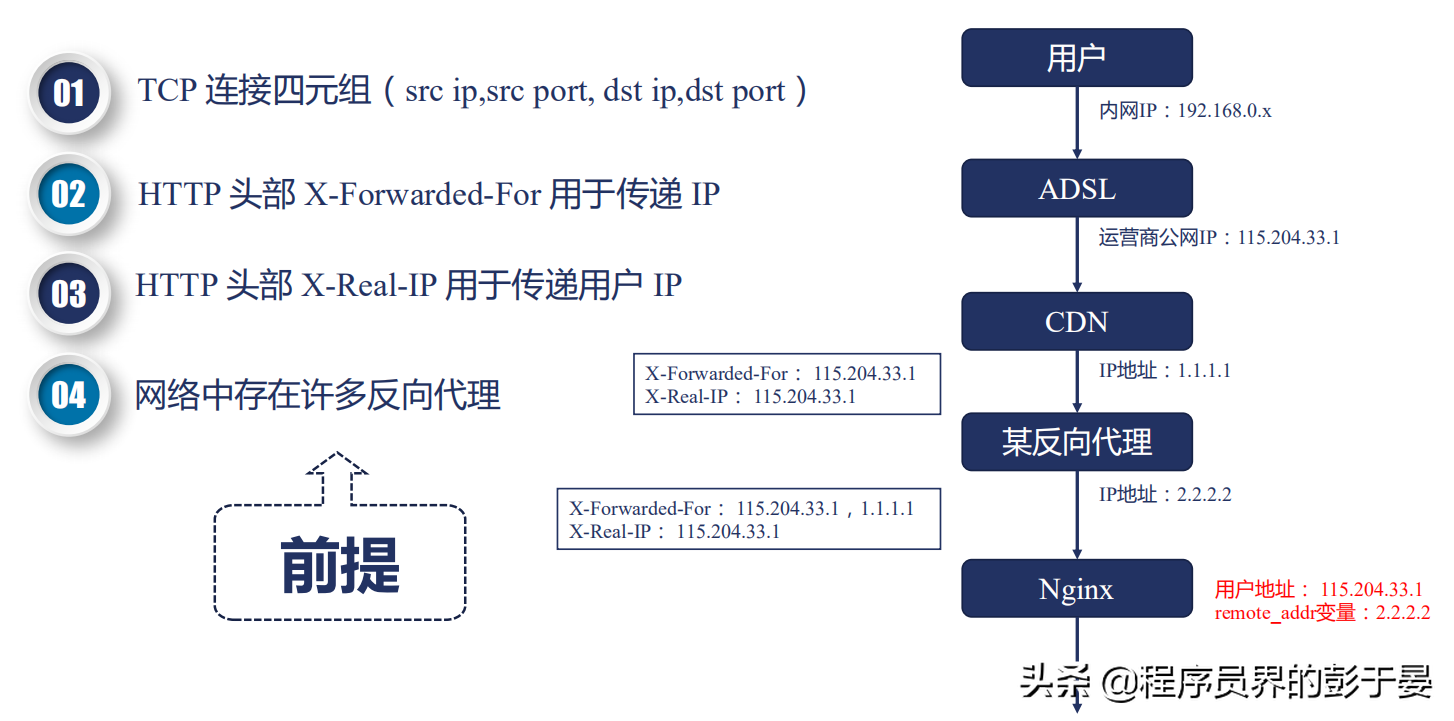 01
TCP 连接四元组（src ip,src port, dst ip,dst port）
02
HTTP 头部 X-Forwarded-For 用于传递 IP
03
HTTP 头部 X-Real-IP 用于传递用户 IP
04
网络中存在许多反向代理
前提
用户
内网IP：192.168.0.x
ADSL
运营商公网IP：115.204.33.1
CDN
IP地址：1.1.1.1
X-Forwarded-For： 115.204.33.1
X-Real-IP： 115.204.33.1
某反向代理
IP地址：2.2.2.2
X-Forwarded-For： 115.204.33.1，1.1.1.1
X-Real-IP： 115.204.33.1
Nginx
用户地址： 115.204.33.1
remote_addr变量：2.2.2.2
头条 @程序员界的彭于晏